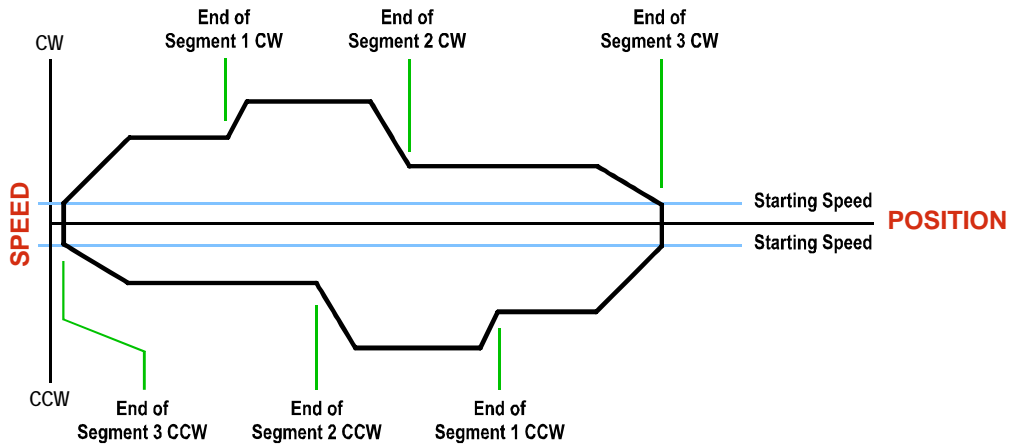 End of
Segment 1 CW
End of
Segment 2 CW
End of
Segment 3 CW
CW
SPEED
Starting Speed
POSITION
Starting Speed
CCW
End of
Segment 3 CCW
End of
Segment 2 CCW
End of
Segment 1 CCW